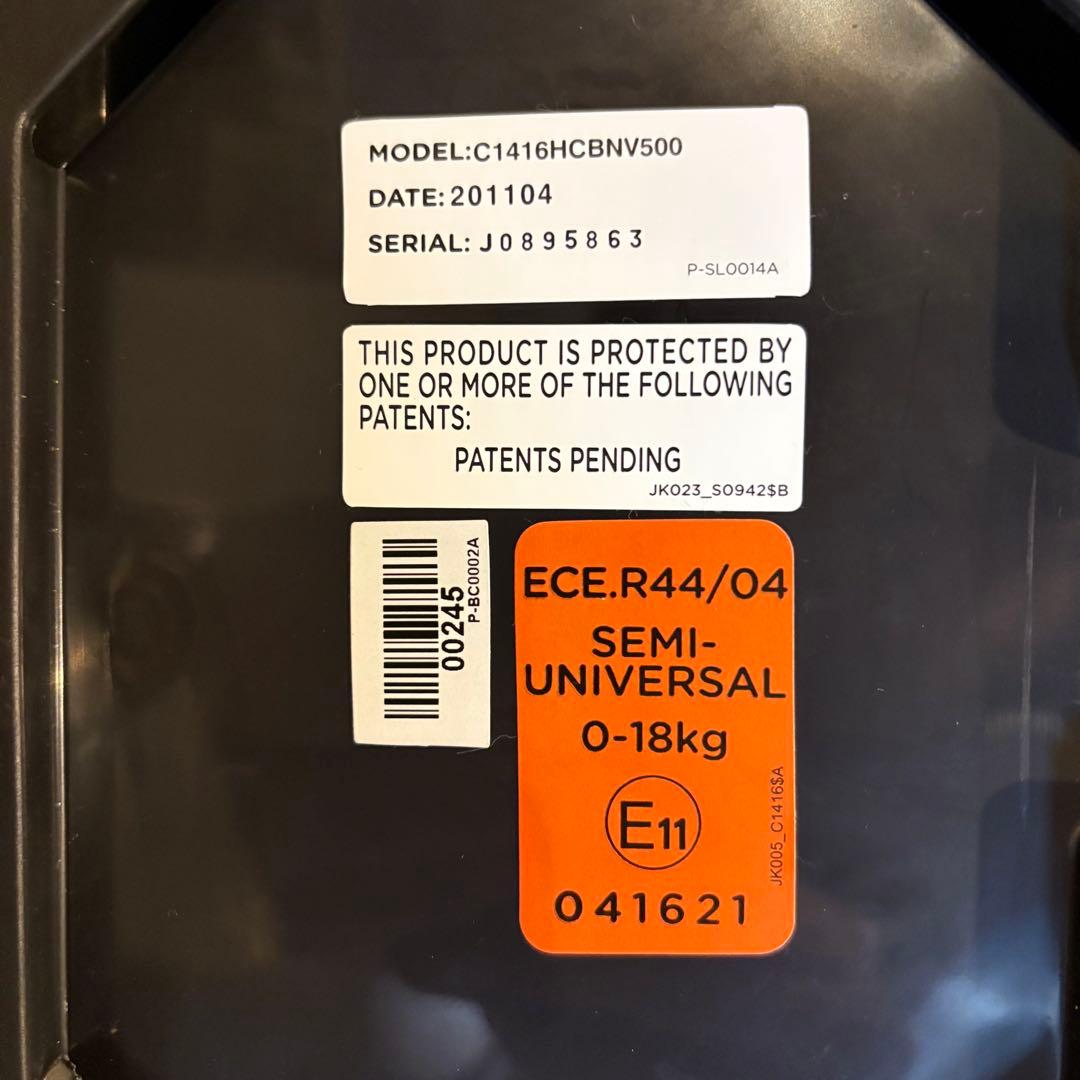 MODEL:C1416HCBNV500
DATE:201104
SERIAL: J0895863
P-SL0014A
THIS PRODUCT IS PROTECTED BY
ONE OR MORE OF THE FOLLOWING
PATENTS:
PATENTS PENDING
JK023_S0942$B
00245
P-BC0002A
ECE.R44/04
SEMI-
UNIVERSAL
0-18kg
E11
JK005_C1416$A
041621